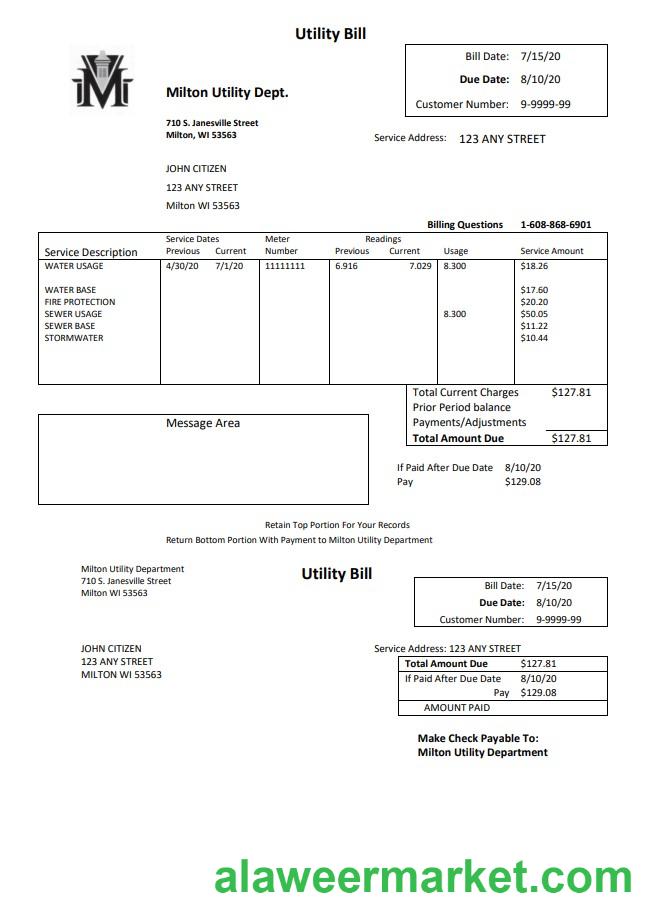 Utility Bill
Bill Date: 7/15/20
Due Date: 8/10/20
Customer Number: 9-9999-99
M
Milton Utility Dept.
710 S. Janesville Street
Milton, WI 53563
Service Address: 123 ANY STREET
JOHN CITIZEN
123 ANY STREET
Milton WI 53563
Billing Questions 1-608-868-6901
Service Dates Meter Readings
Service Description Previous Current Number Previous Current Usage Service Amount
WATER USAGE 4/30/20 7/1/20 11111111 6.916 7.029 8.300 $18.26
WATER BASE $17.60
FIRE PROTECTION $20.20
SEWER USAGE 8.300 $50.05
SEWER BASE $11.22
STORMWATER $10.44
Total Current Charges $127.81
Prior Period balance
Payments/Adjustments
Total Amount Due $127.81
Message Area
If Paid After Due Date 8/10/20
Pay $129.08
Retain Top Portion For Your Records
Return Bottom Portion With Payment to Milton Utility Department
Milton Utility Department
710 S. Janesville Street
Milton WI 53563
Utility Bill
Bill Date: 7/15/20
Due Date: 8/10/20
Customer Number: 9-9999-99
JOHN CITIZEN
123 ANY STREET
MILTON WI 53563
Service Address: 123 ANY STREET
Total Amount Due $127.81
If Paid After Due Date 8/10/20
Pay $129.08
AMOUNT PAID
Make Check Payable To:
Milton Utility Department
alaweermarket.com